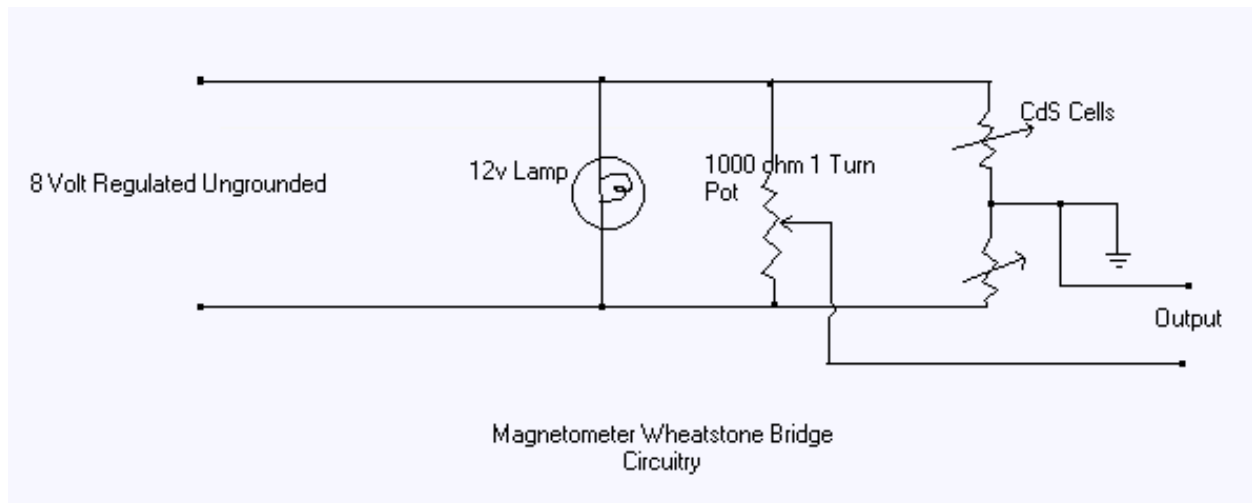 CdS Cells
12v Lamp
1000 ohm 1 Turn
Pot
8 Volt Regulated Ungrounded
Output
Magnetometer Wheatstone Bridge
Circuitry